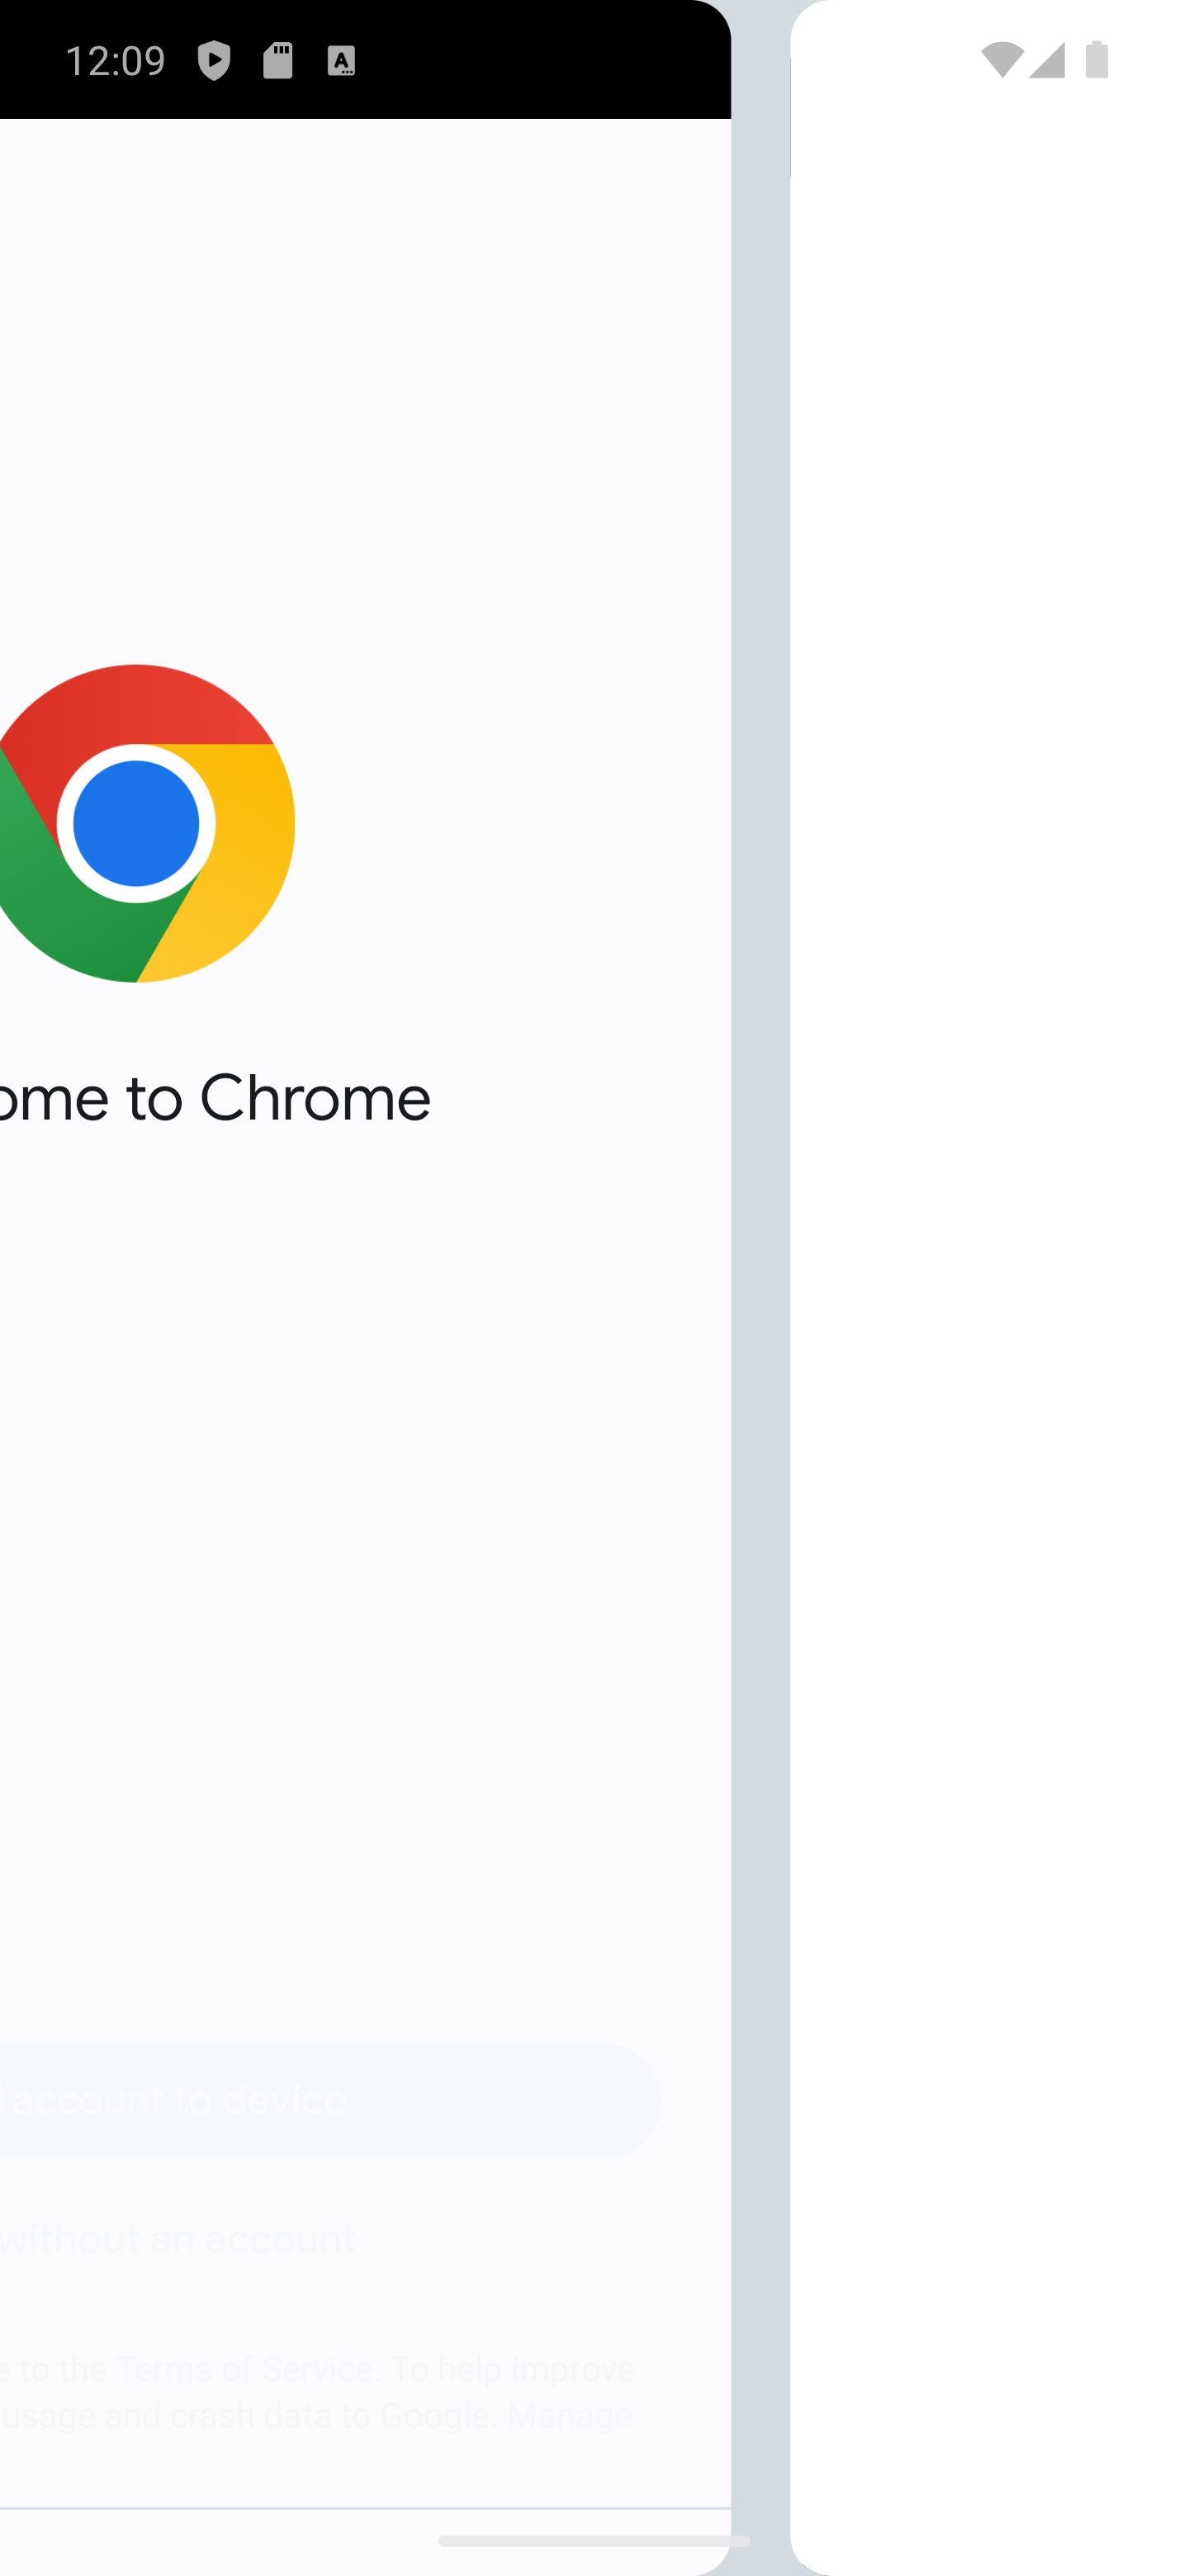 12:09
ome to Chrome
account to device
without an account
e to the Terms of Service. To help improve
usage and crash data to Google. Manage